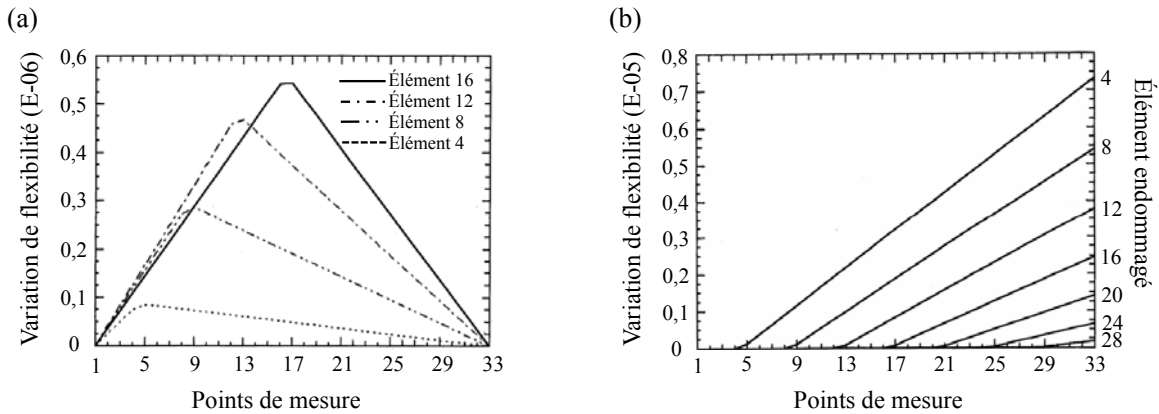 (a)
Variation de flexibilité (E-06)
0,6
0,5
0,4
0,3
0,2
0,1
0
Élément 16
Élément 12
Élément 8
Élément 4
1 5 9 13 17 21 25 29 33
Points de mesure
(b)
Variation de flexibilité (E-05)
0,8
0,7
0,6
0,5
0,4
0,3
0,2
0,1
0
4
8
12
16
20
24
28
Élément endommagé
1 5 9 13 17 21 25 29 33
Points de mesure